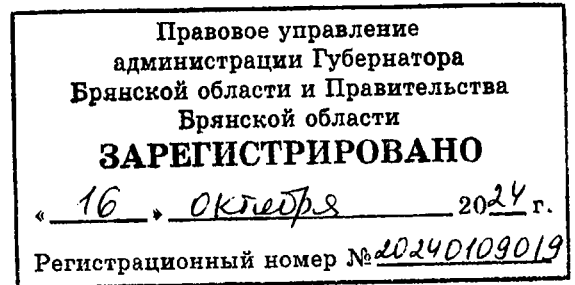 Правовое управление
администрации Губернатора
Брянской области и Правительства
Брянской области
ЗАРЕГИСТРИРОВАНО
« 16 » октября 2024 г.
Регистрационный номер №20240109019